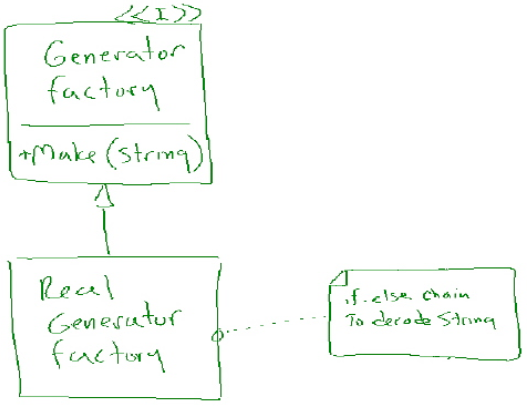 <<I>>
Generator
factory
+Make (String)
Real
Generator
factory
if.else chain
To decode String